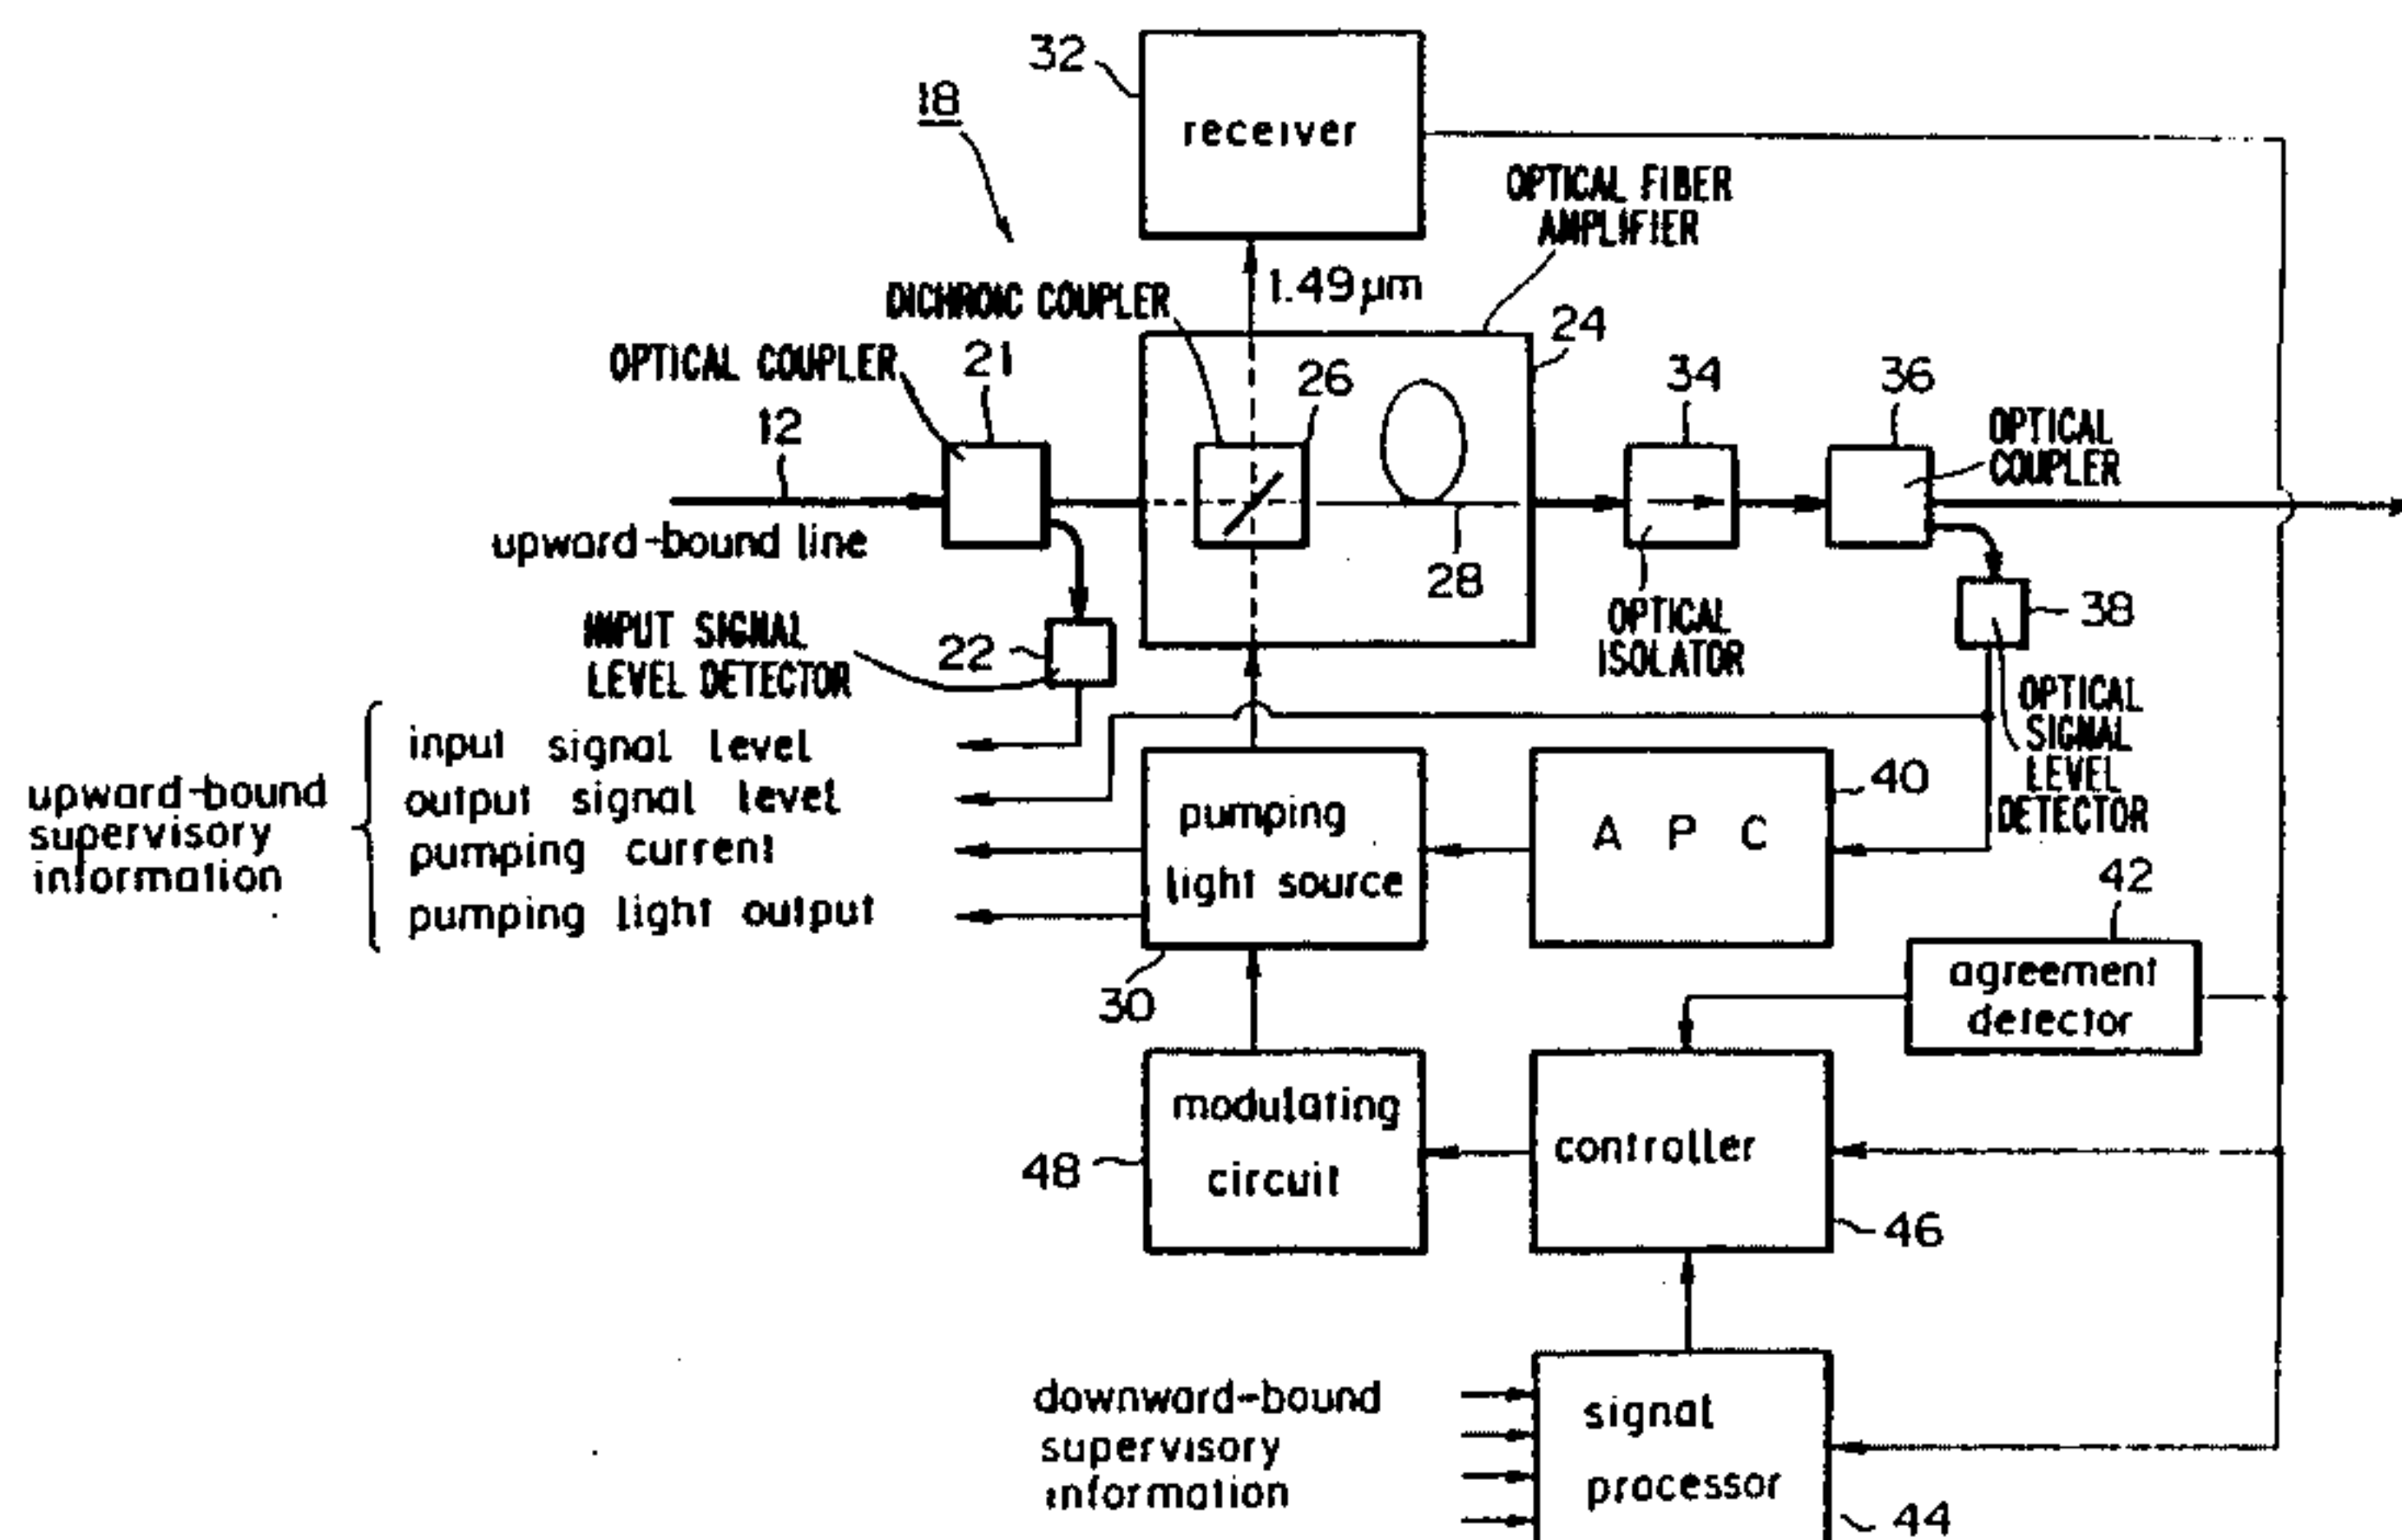 32
receiver
18
OPTICAL FIBER
AMPLIFIER
1.49 μm
DICHROIC COUPLER
24
OPTICAL COUPLER
21
26
34
36
12
OPTICAL
COUPLER
upward-bound line
28
38
INPUT SIGNAL
LEVEL DETECTOR
22
OPTICAL
ISOLATOR
OPTICAL
SIGNAL
LEVEL
DETECTOR
upward-bound
supervisory
information
input signal level
output signal level
pumping current
pumping light output
pumping
light source
30
A P C
40
42
agreement
detector
modulating
circuit
48
controller
46
downward-bound
supervisory
information
signal
processor
44